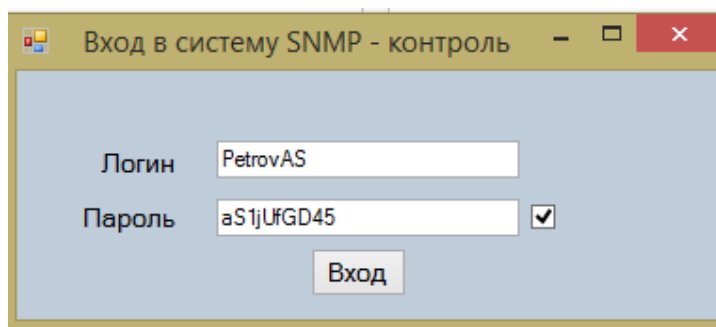 Вход в систему SNMP - контроль
Логин PetrovAS
Пароль aS1jUfGD45
Вход